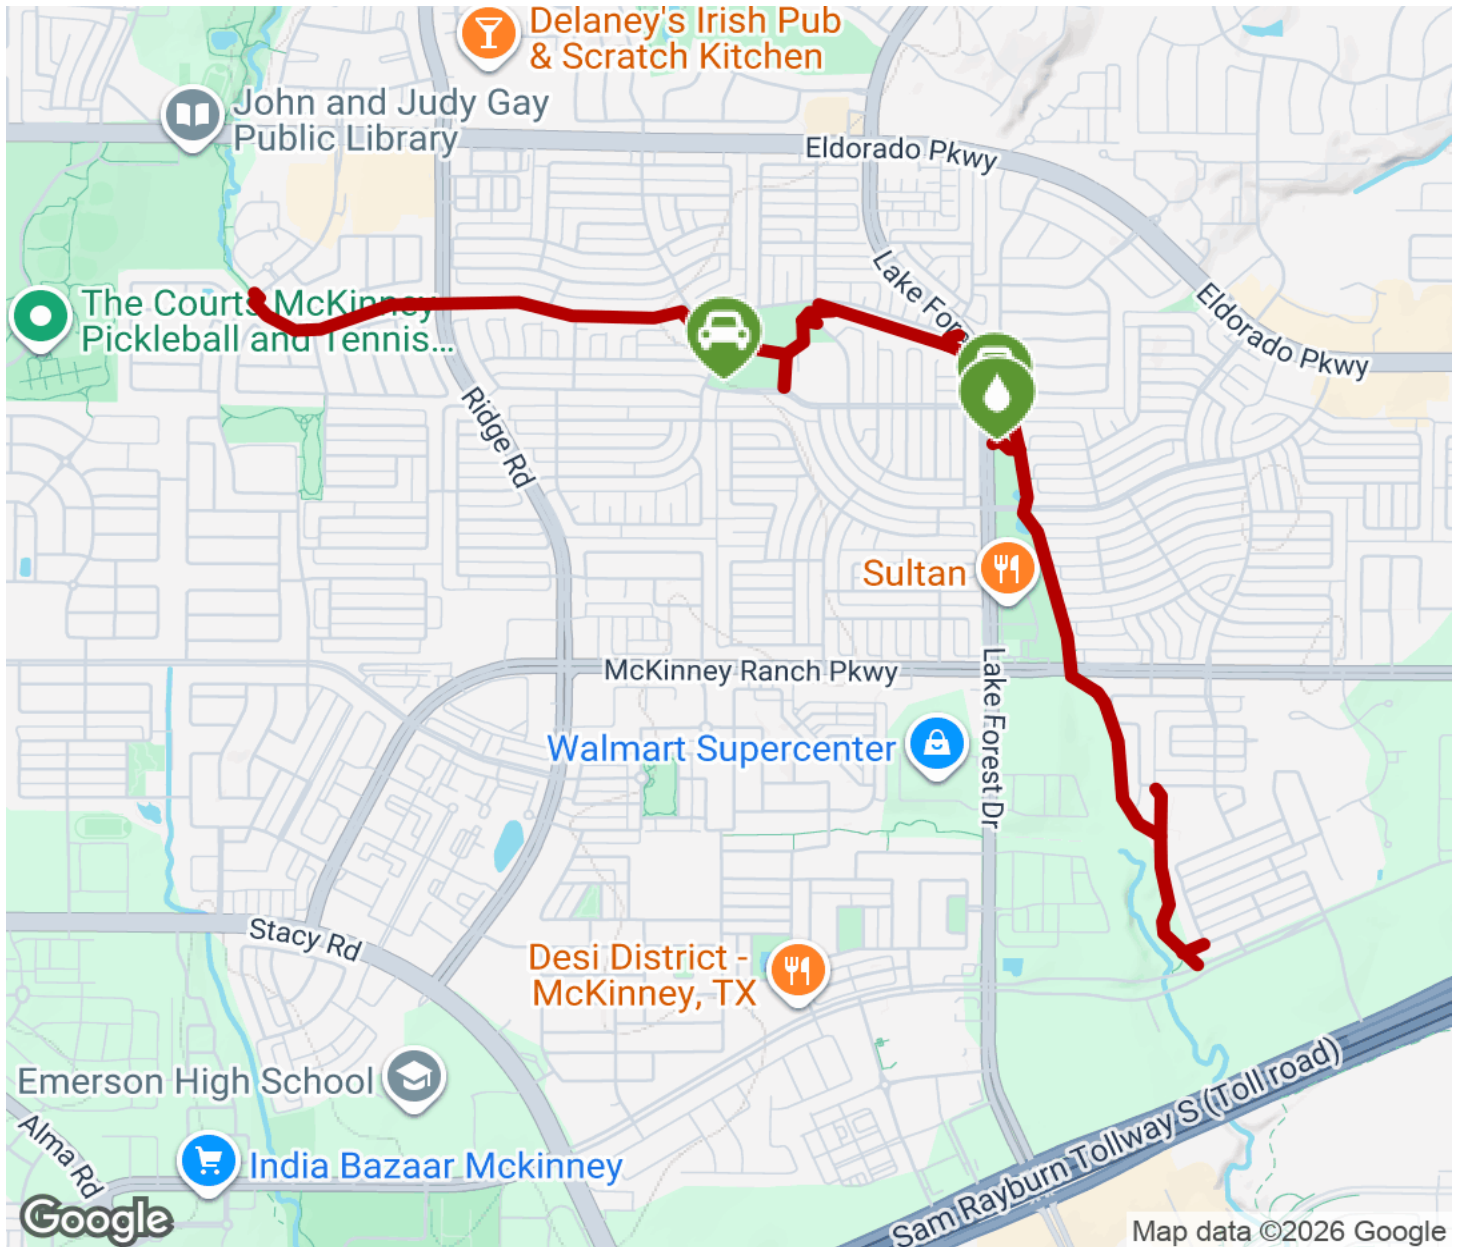 Delaney's Irish Pub
& Scratch Kitchen
John and Judy Gay
Public Library
Eldorado Pkwy
Lake Fore
Eldorado Pkwy
The Courts McKinney
Pickleball and Tennis...
Ridge Rd
Sultan
McKinney Ranch Pkwy
Lake Forest Dr
Walmart Supercenter
Stacy Rd
Desi District -
McKinney, TX
Emerson High School
Alma Rd
India Bazaar Mckinney
Sam Rayburn Tollway S (Toll road)
Google
Map data ©2026 Google